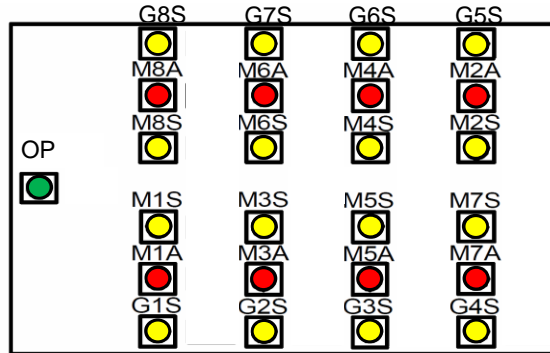 G8S G7S G6S G5S
M8A M6A M4A M2A
M8S M6S M4S M2S
OP
M1S M3S M5S M7S
M1A M3A M5A M7A
G1S G2S G3S G4S